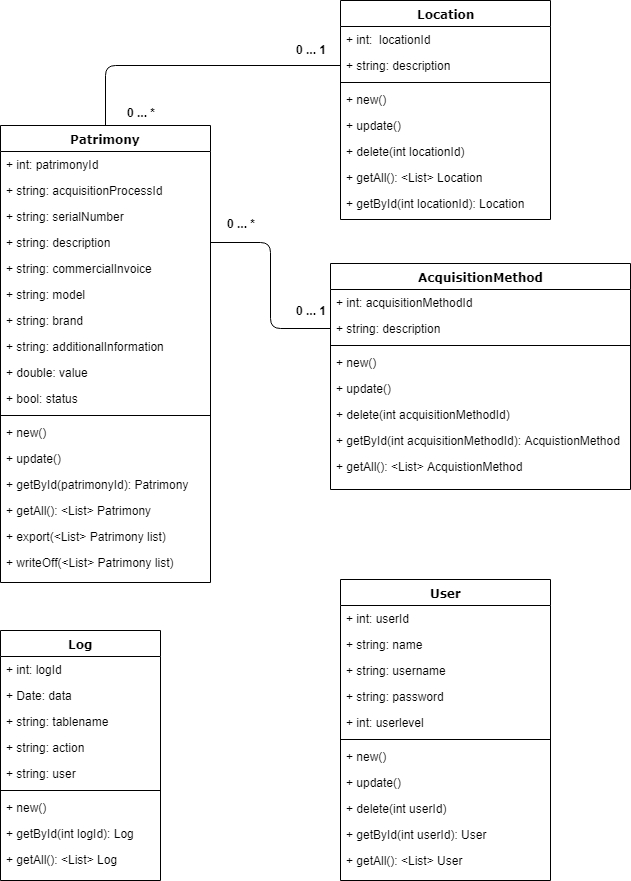 Location
+ int:  locationId
+ string: description
+ new()
+ update()
+ delete(int locationId)
+ getAll(): <List> Location
+ getById(int locationId): Location
0 ... 1
0 ... *
Patrimony
+ int: patrimonyId
+ string: acquisitionProcessId
+ string: serialNumber
+ string: description
+ string: commercialInvoice
+ string: model
+ string: brand
+ string: additionalInformation
+ double: value
+ bool: status
+ new()
+ update()
+ getById(patrimonyId): Patrimony
+ getAll(): <List> Patrimony
+ export(<List> Patrimony list)
+ writeOff(<List> Patrimony list)
0 ... *
0 ... 1
AcquisitionMethod
+ int: acquisitionMethodId
+ string: description
+ new()
+ update()
+ delete(int acquisitionMethodId)
+ getById(int acquisitionMethodId): AcquistionMethod
+ getAll(): <List> AcquistionMethod
Log
+ int: logId
+ Date: data
+ string: tablename
+ string: action
+ string: user
+ new()
+ getById(int logId): Log
+ getAll(): <List> Log
User
+ int: userId
+ string: name
+ string: username
+ string: password
+ int: userlevel
+ new()
+ update()
+ delete(int userId)
+ getById(int userId): User
+ getAll(): <List> User